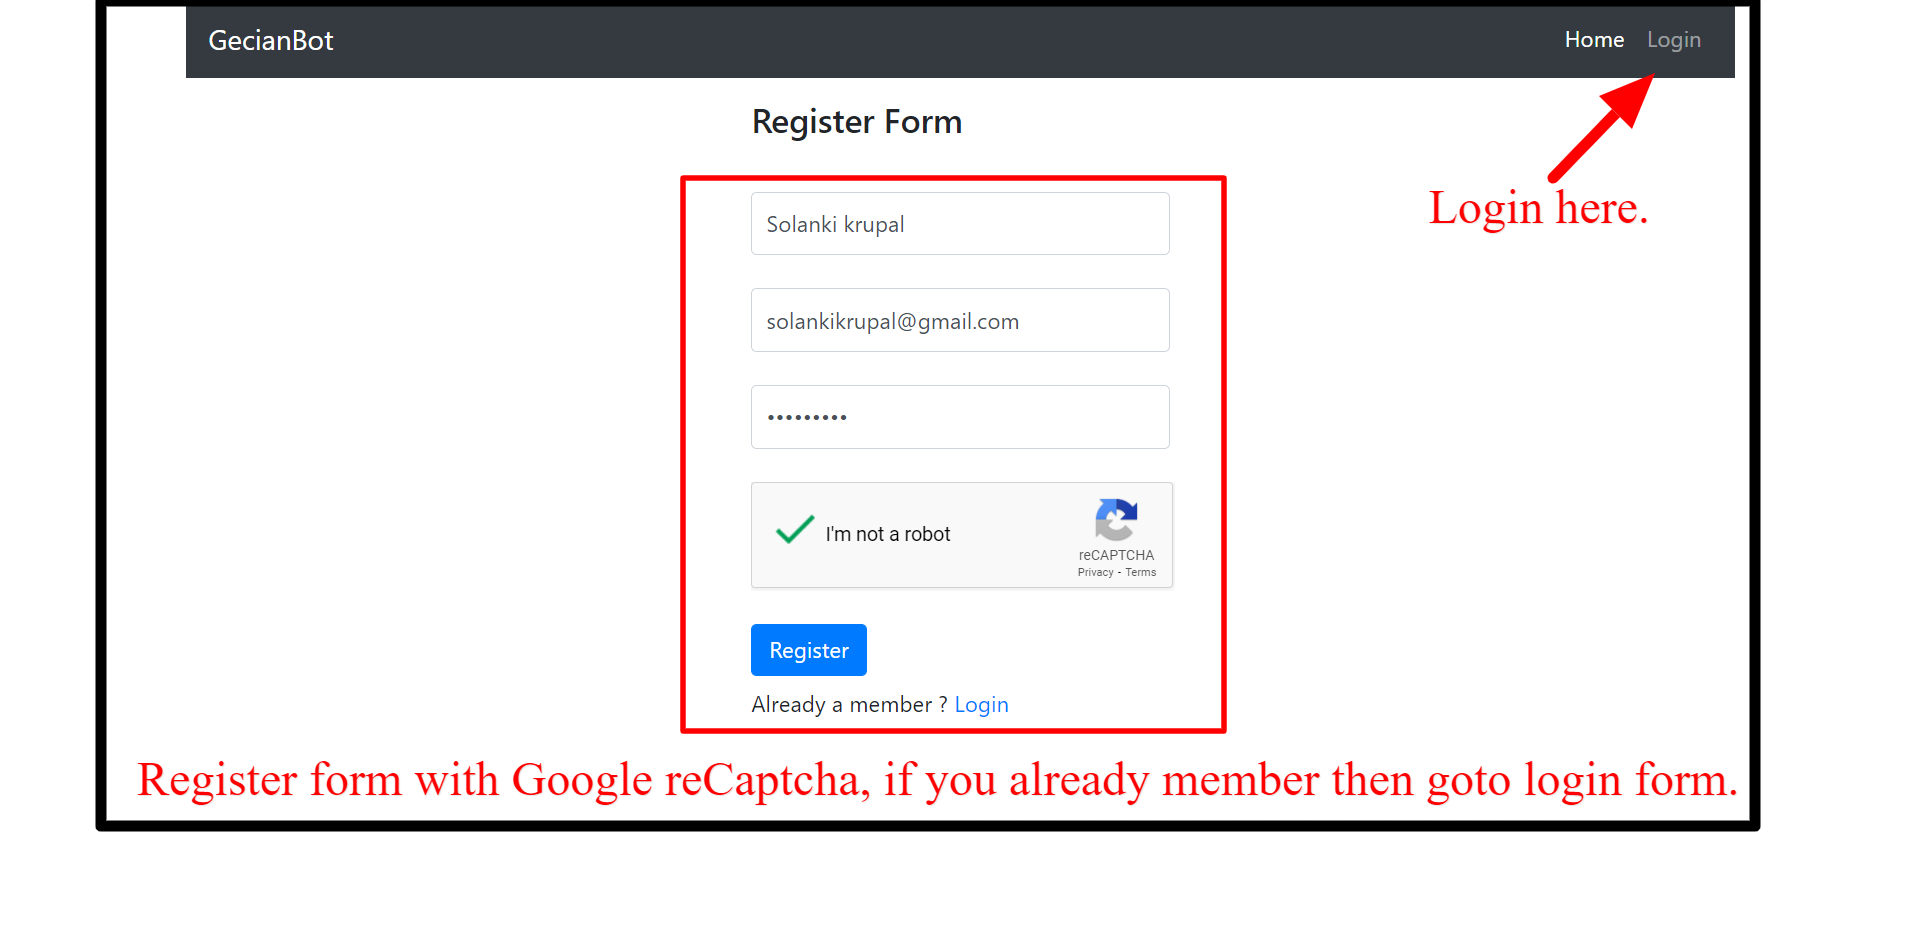 GecianBot Home Login
Register Form
Login here.
Solanki krupal
solankikrupal@gmail.com
•••••••••
I'm not a robot
reCAPTCHA
Privacy - Terms
Register
Already a member ? Login
Register form with Google reCaptcha, if you already member then goto login form.